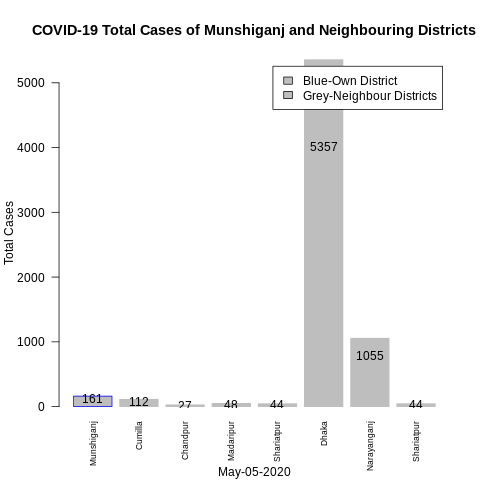 COVID-19 Total Cases of Munshiganj and Neighbouring Districts
Blue-Own District
Grey-Neighbour Districts
Total Cases
5000
4000
3000
2000
1000
0
161
112
27
48
44
5357
1055
44
Munshiganj
Cumilla
Chandpur
Madaripur
Shariatpur
Dhaka
Narayanganj
Shariatpur
May-05-2020